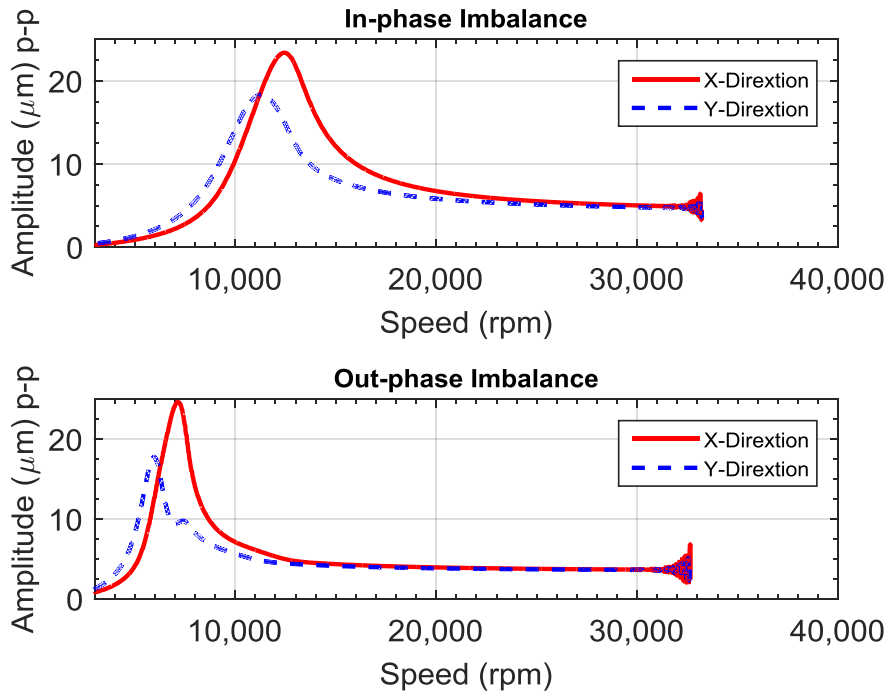 In-phase Imbalance
Amplitude (μm) p-p
20
10
0
X-Dirextion
Y-Dirextion
10,000 20,000 30,000 40,000
Speed (rpm)
Out-phase Imbalance
Amplitude (μm) p-p
20
10
0
X-Dirextion
Y-Dirextion
10,000 20,000 30,000 40,000
Speed (rpm)